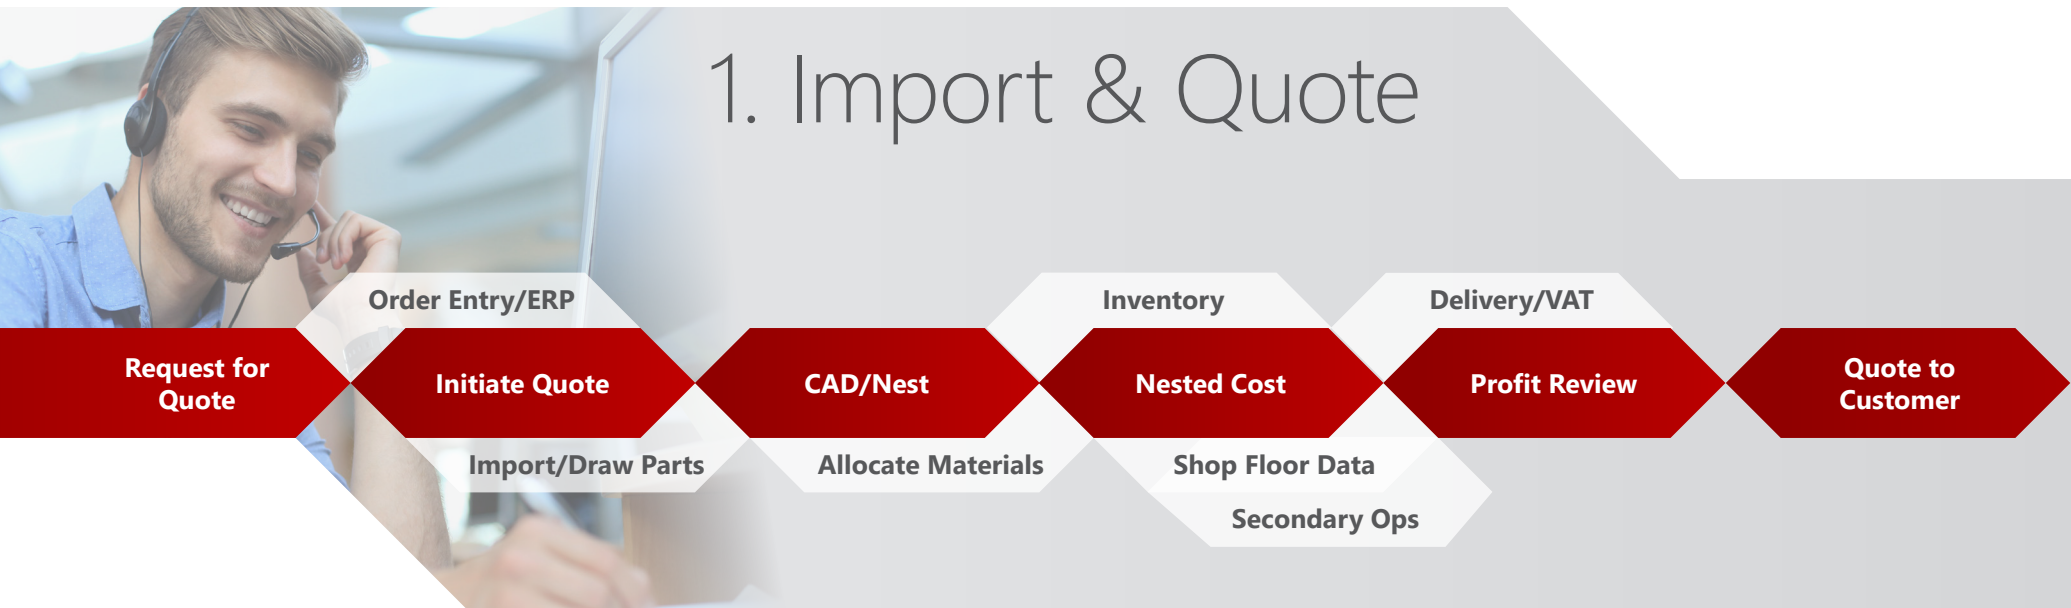 1. Import & Quote
Order Entry/ERP
Inventory
Delivery/VAT
Request for
Quote
Initiate Quote
CAD/Nest
Nested Cost
Profit Review
Quote to
Customer
Import/Draw Parts
Allocate Materials
Shop Floor Data
Secondary Ops